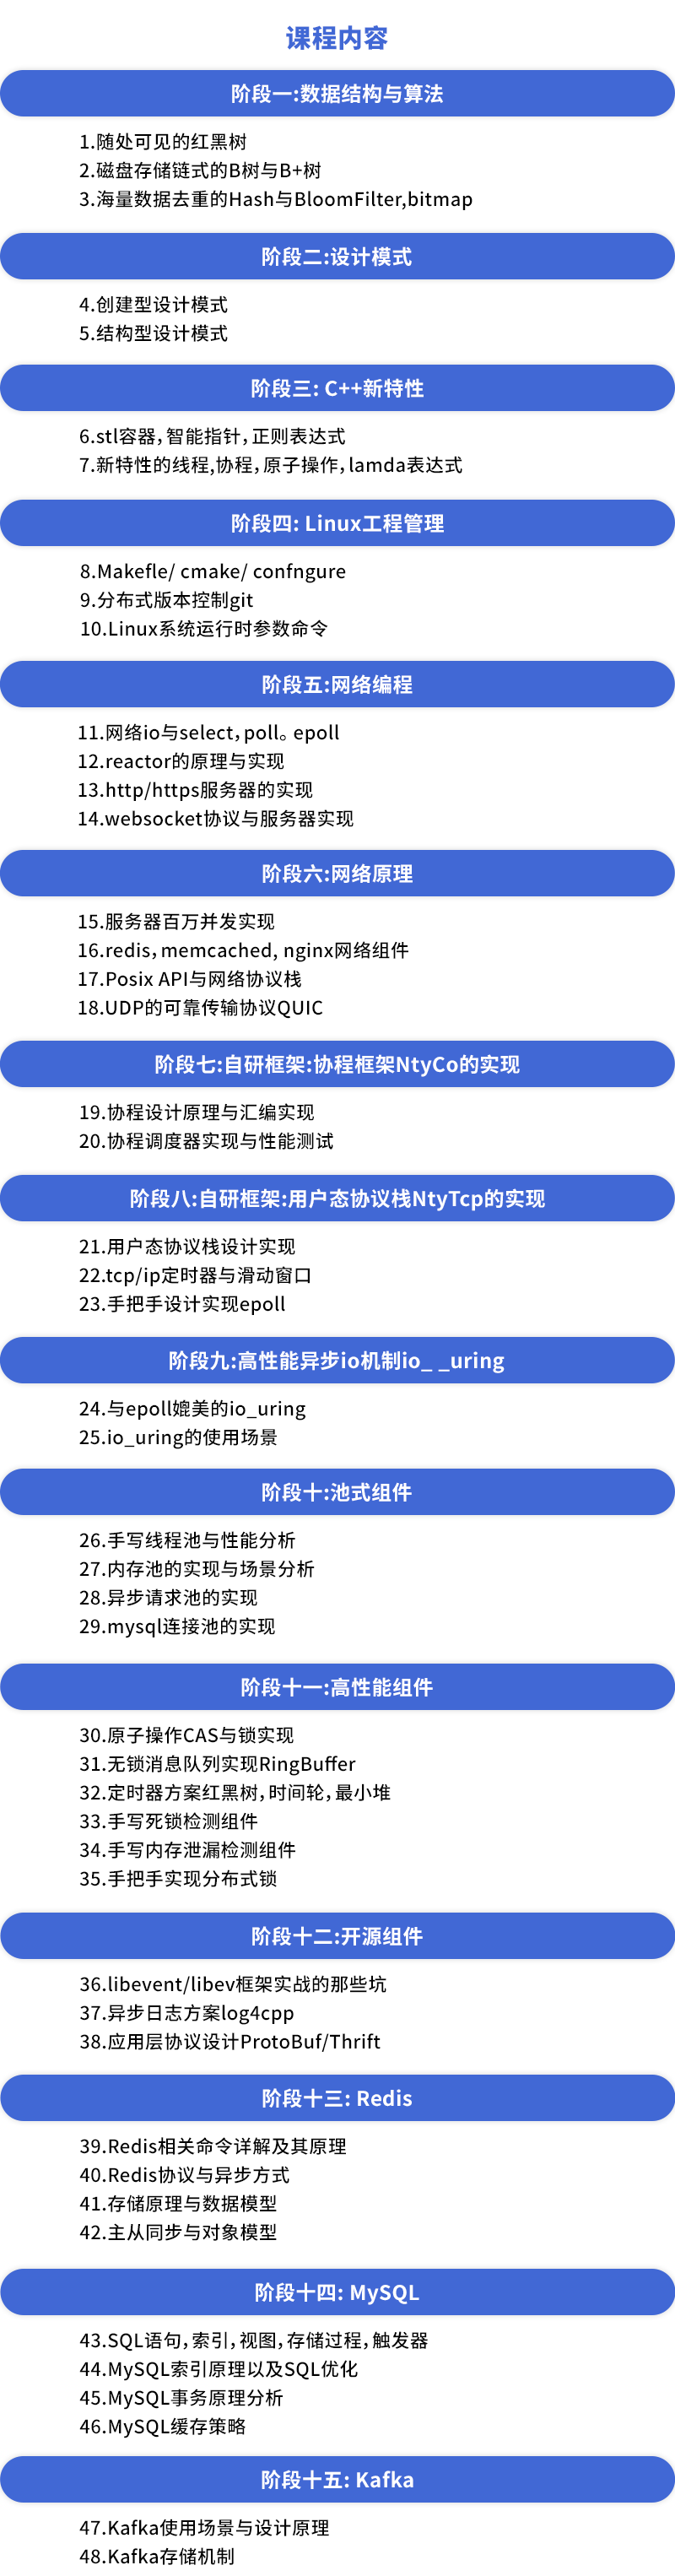 课程内容
阶段一:数据结构与算法
1.随处可见的红黑树
2.磁盘存储链式的B树与B+树
3.海量数据去重的Hash与BloomFilter,bitmap
阶段二:设计模式
4.创建型设计模式
5.结构型设计模式
阶段三: C++新特性
6.stl容器，智能指针，正则表达式
7.新特性的线程,协程，原子操作，lamda表达式
阶段四: Linux工程管理
8.Makefle/ cmake/ confngure
9.分布式版本控制git
10.Linux系统运行时参数命令
阶段五:网络编程
11.网络io与select，poll。epoll
12.reactor的原理与实现
13.http/https服务器的实现
14.websocket协议与服务器实现
阶段六:网络原理
15.服务器百万并发实现
16.redis，memcached, nginx网络组件
17.Posix API与网络协议栈
18.UDP的可靠传输协议QUIC
阶段七:自研框架:协程框架NtyCo的实现
19.协程设计原理与汇编实现
20.协程调度器实现与性能测试
阶段八:自研框架:用户态协议栈NtyTcp的实现
21.用户态协议栈设计实现
22.tcp/ip定时器与滑动窗口
23.手把手设计实现epoll
阶段九:高性能异步io机制io_ _uring
24.与epoll媲美的io_uring
25.io_uring的使用场景
阶段十:池式组件
26.手写线程池与性能分析
27.内存池的实现与场景分析
28.异步请求池的实现
29.mysql连接池的实现
阶段十一:高性能组件
30.原子操作CAS与锁实现
31.无锁消息队列实现RingBuffer
32.定时器方案红黑树，时间轮，最小堆
33.手写死锁检测组件
34.手写内存泄漏检测组件
35.手把手实现分布式锁
阶段十二:开源组件
36.libevent/libev框架实战的那些坑
37.异步日志方案log4cpp
38.应用层协议设计ProtoBuf/Thrift
阶段十三: Redis
39.Redis相关命令详解及其原理
40.Redis协议与异步方式
41.存储原理与数据模型
42.主从同步与对象模型
阶段十四: MySQL
43.SQL语句，索引，视图，存储过程，触发器
44.MySQL索引原理以及SQL优化
45.MySQL事务原理分析
46.MySQL缓存策略
阶段十五: Kafka
47.Kafka使用场景与设计原理
48.Kafka存储机制